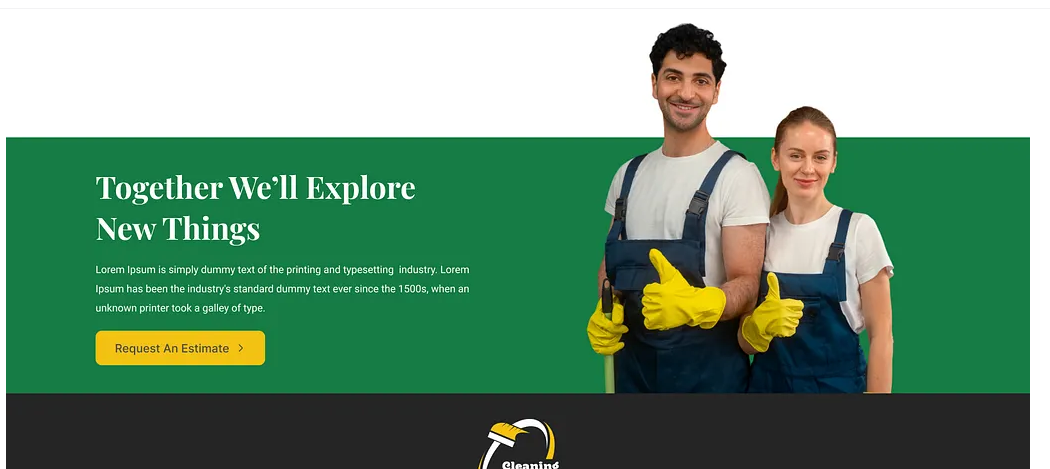 Together We’ll Explore
New Things
Lorem Ipsum is simply dummy text of the printing and typesetting  industry. Lorem
Ipsum has been the industry's standard dummy text ever since the 1500s, when an
unknown printer took a galley of type.
Request An Estimate
Cleaning